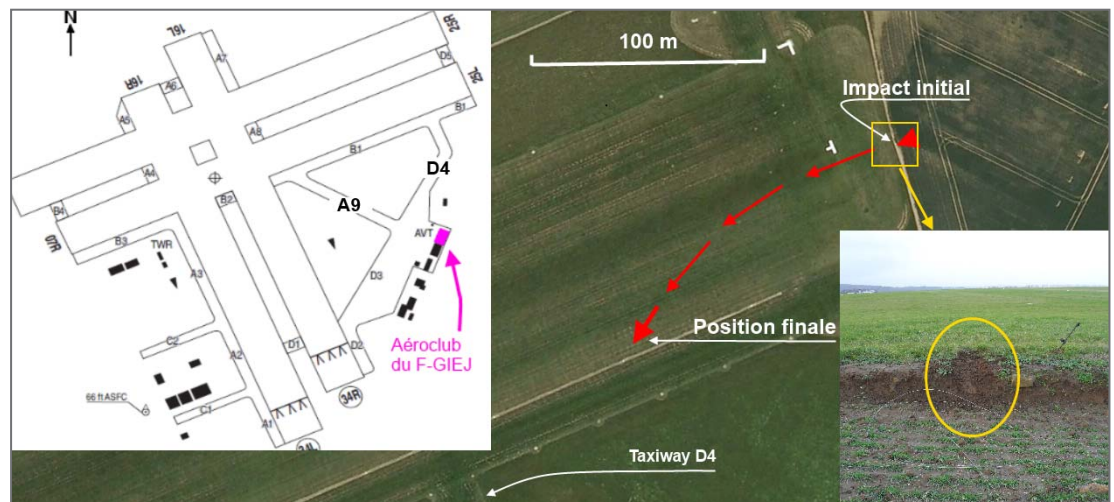 N
16L
16R
A7
25R
D5
25L
A6
A5
A8
B1
B1
D4
A4
A9
B2
B4
07R
B3
TWR
AVT
A3
D3
C2
D1
D2
A2
66 ft ASFC
C1
A1
34R
34L
Aéroclub
du F-GIEJ
100 m
Impact initial
Position finale
Taxiway D4